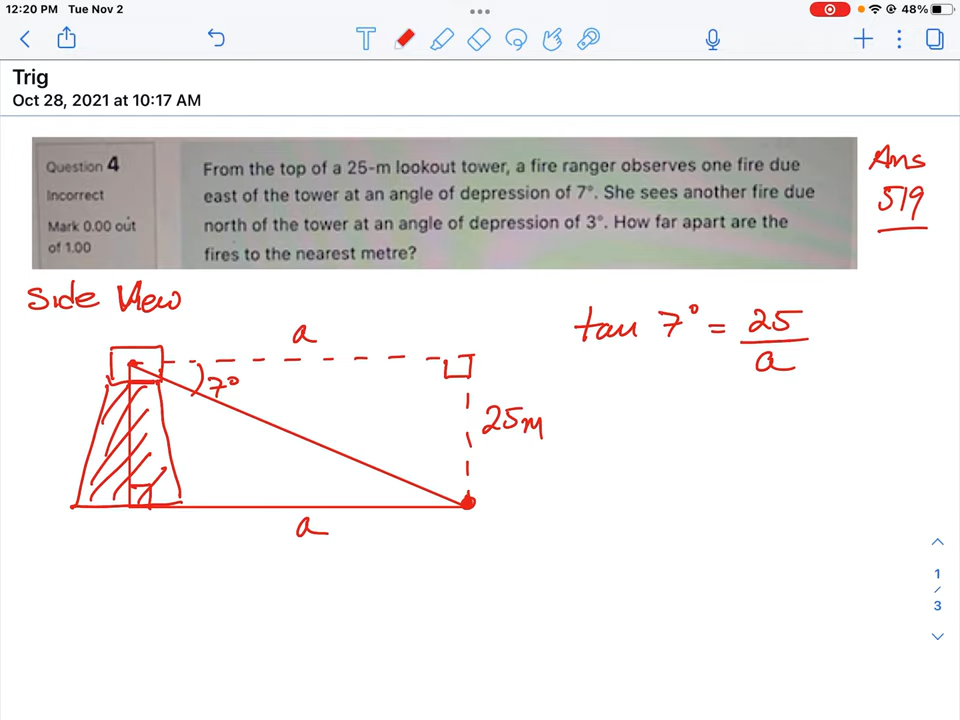 12:20 PM Tue Nov 2
48%
T
Trig
Oct 28, 2021 at 10:17 AM
Question 4
Incorrect
Mark 0.00 out
of 1.00
From the top of a 25-m lookout tower, a fire ranger observes one fire due
east of the tower at an angle of depression of 7°. She sees another fire due
north of the tower at an angle of depression of 3°. How far apart are the
fires to the nearest metre?
Ans
519
Side View
a
7°
25m
a
tan 7° = 25/a
1
/
3